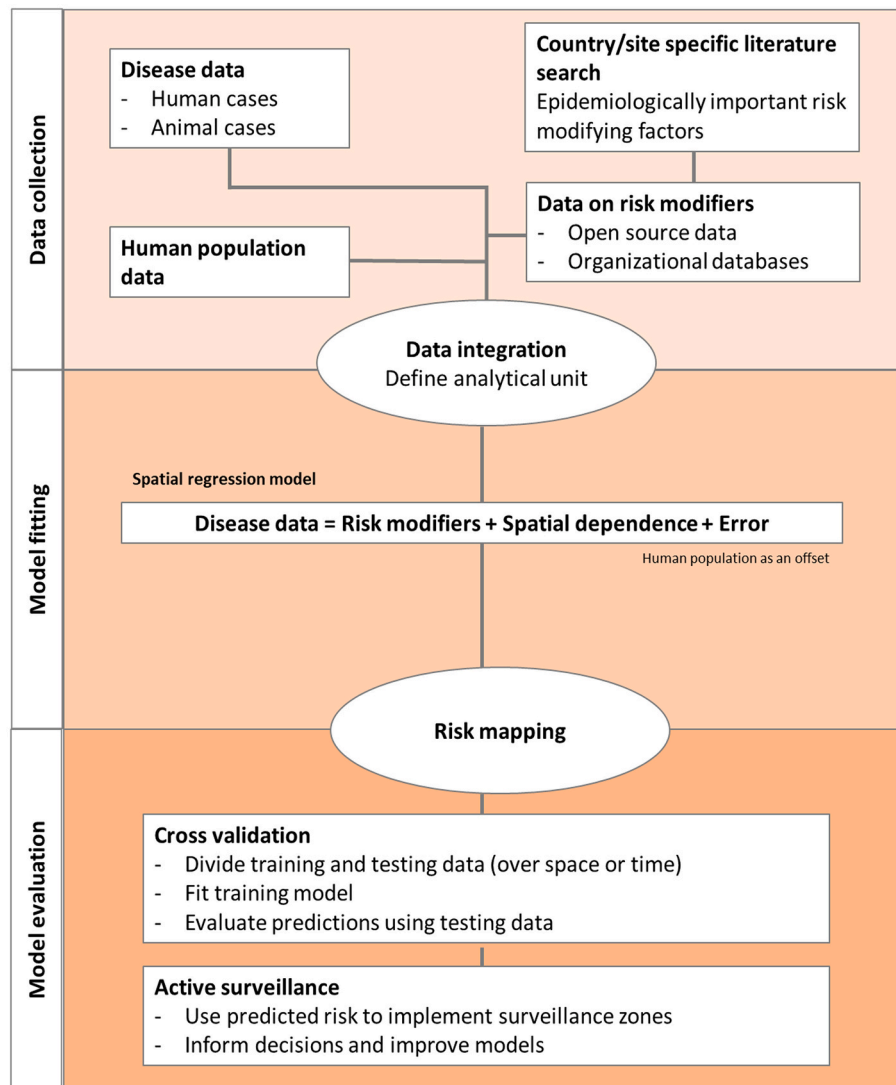 Data collection
Disease data
- Human cases
- Animal cases
Country/site specific literature
search
Epidemiologically important risk
modifying factors
Human population
data
Data on risk modifiers
- Open source data
- Organizational databases
Data integration
Define analytical unit
Model fitting
Spatial regression model
Disease data = Risk modifiers + Spatial dependence + Error
Human population as an offset
Risk mapping
Model evaluation
Cross validation
- Divide training and testing data (over space or time)
- Fit training model
- Evaluate predictions using testing data
Active surveillance
- Use predicted risk to implement surveillance zones
- Inform decisions and improve models